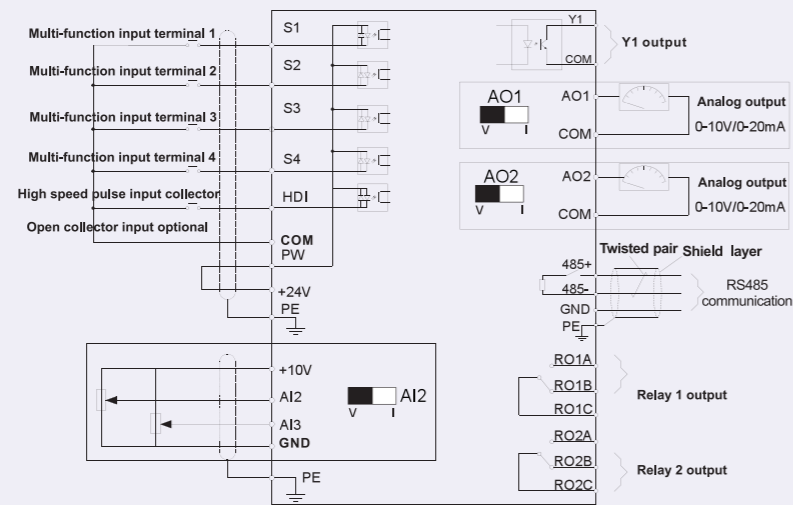 Multi-function input terminal 1
S1
Multi-function input terminal 2
S2
Multi-function input terminal 3
S3
Multi-function input terminal 4
S4
High speed pulse input collector
HDI
Open collector input optional
COM
PW
+24V
PE
+10V
AI2
AI3
GND
AI2
V I
PE
Y1
COM
Y1 output
AO1
V I
AO1
COM
Analog output
0-10V/0-20mA
AO2
V I
AO2
COM
Analog output
0-10V/0-20mA
Twisted pair Shield layer
485+
485-
GND
PE
RS485
communication
RO1A
RO1B
RO1C
Relay 1 output
RO2A
RO2B
RO2C
Relay 2 output